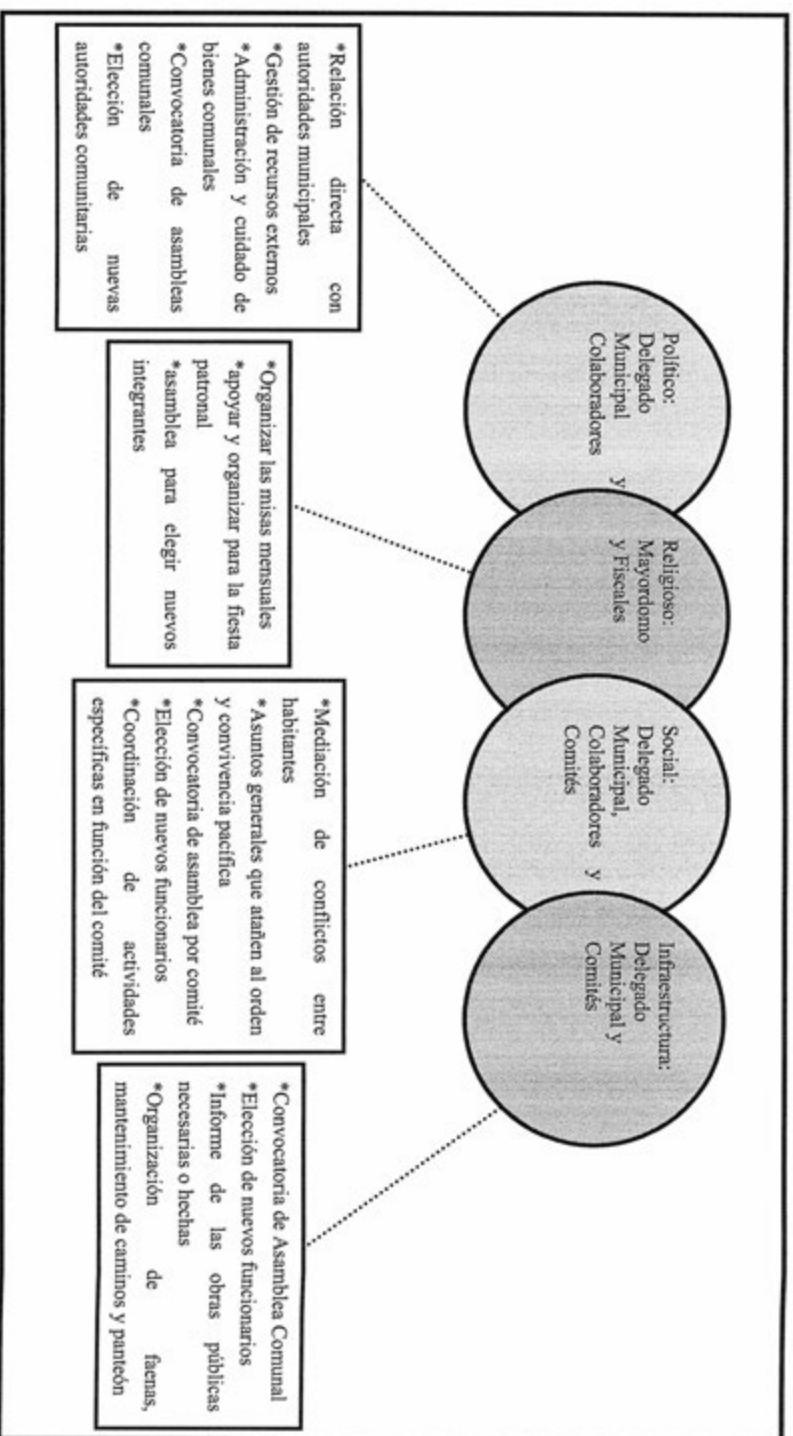 Político:
Delegado
Municipal y
Colaboradores
Religioso:
Mayordomo
y Fiscales
Social:
Delegado
Municipal,
Colaboradores y
Comités
Infraestructura:
Delegado
Municipal y
Comités
*Relación directa con
autoridades municipales
*Gestión de recursos externos
*Administración y cuidado de
bienes comunales
*Convocatoria de asambleas
comunales
*Elección de nuevas
autoridades comunitarias
*Organizar las misas mensuales
*apoyar y organizar para la fiesta
patronal
*asamblea para elegir nuevos
integrantes
*Mediación de conflictos entre
habitantes
*Asuntos generales que atañen al orden
y convivencia pacífica
*Convocatoria de asamblea por comité
*Elección de nuevos funcionarios
*Coordinación de actividades
específicas en función del comité
*Convocatoria de Asamblea Comunal
*Elección de nuevos funcionarios
*Informe de las obras públicas
necesarias o hechas
*Organización de faenas,
mantenimiento de caminos y panteón